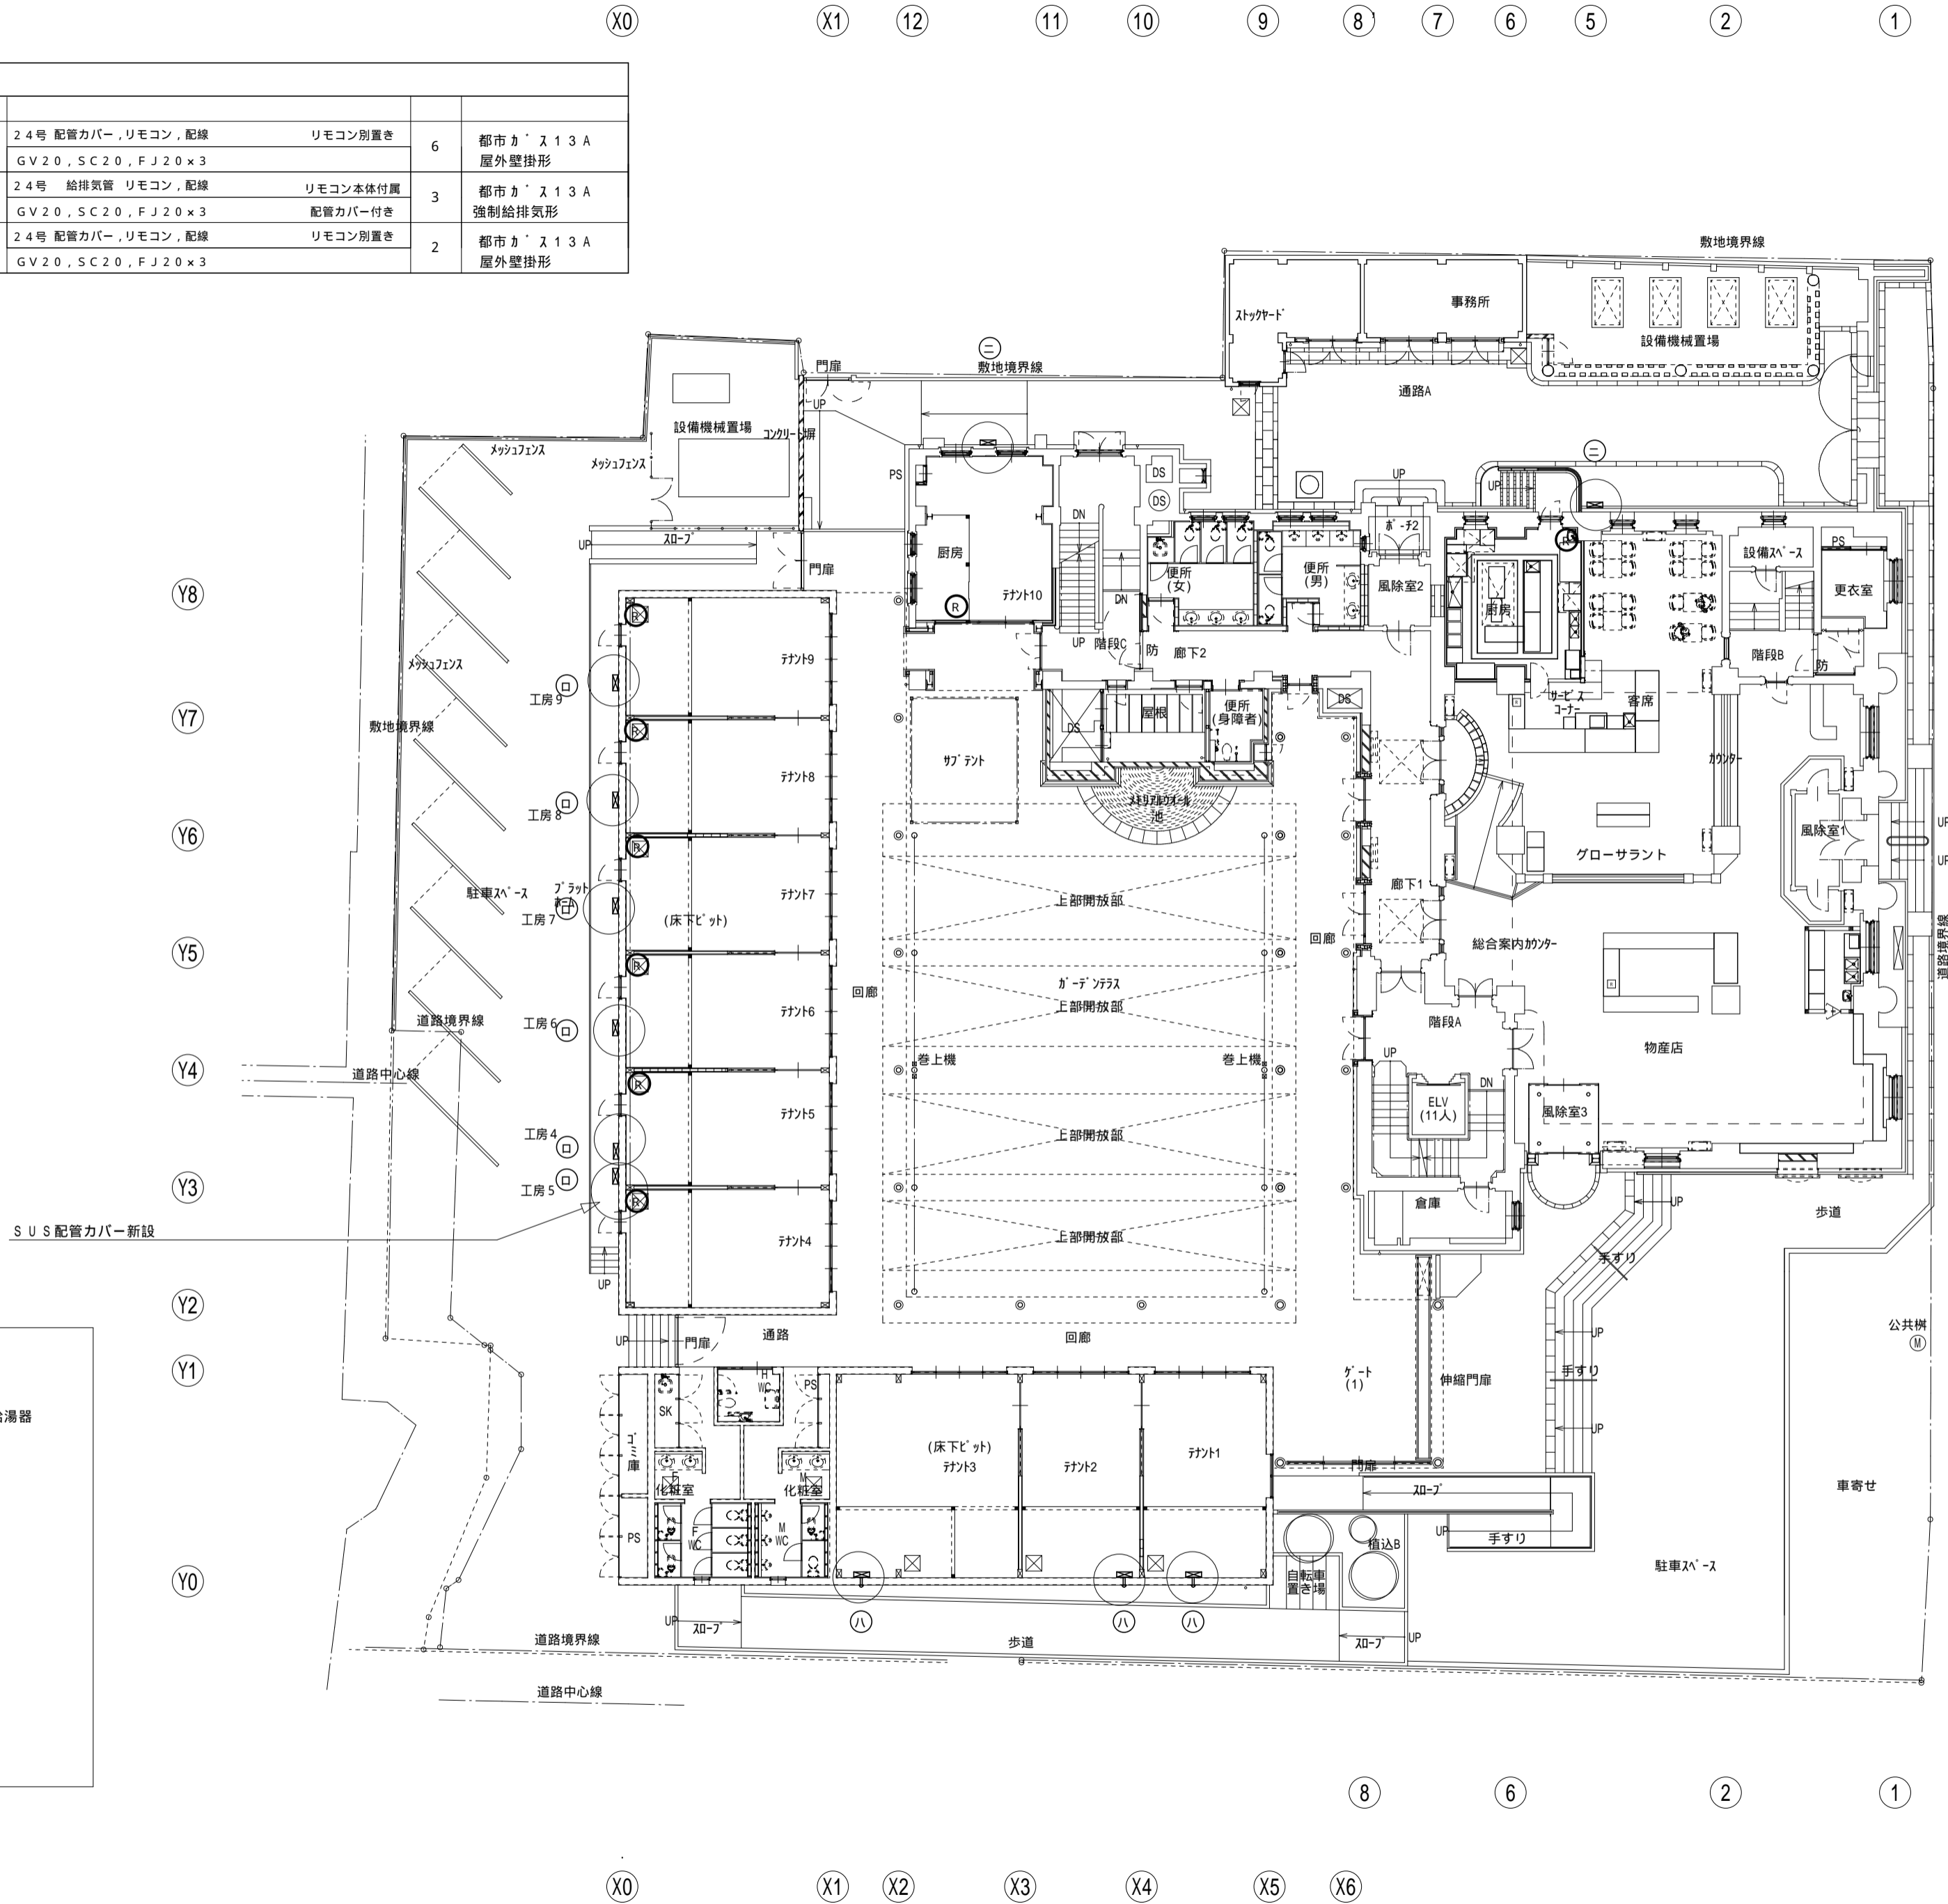 X0 X1 12 11 10 9 8 7 6 5 2 1
24号 配管カバー,リモコン,配線 リモコン別置き
GV20,SC20,FJ20×3
6
都市ガス13A
屋外壁掛形
24号 給排気管 リモコン,配線 リモコン本体付属
GV20,SC20,FJ20×3 配管カバー付き
3
都市ガス13A
強制給排気形
24号 配管カバー,リモコン,配線 リモコン別置き
GV20,SC20,FJ20×3
2
都市ガス13A
屋外壁掛形
敷地境界線
ストックヤード
事務所
設備機械置場
通路A
ニ
敷地境界線
門扉
UP
設備機械置場
コンクリート塀
メッシュフェンス
メッシュフェンス
PS
DS
DS
DN
UP
ニ
UP
ポーチ2
UP
スロープ
門扉
厨房
テナント10
R
便所
(女)
便所
(男)
風除室2
厨房
R
設備スペース
PS
更衣室
Y8
DN
UP
階段C
防
廊下2
階段B
防
R
テナント9
メッシュフェンス
工房9
ロ
サービス
コーナー
客席
DS
Y7
敷地境界線
R
DS
屋根
便所
(身障者)
サブテント
テナント8
カウンター
工房8
ロ
メモリアルウォール
池
UP
Y6
R
風除室1
グローサラント
UP
テナント7
駐車スペース
プラット
ホーム
工房7
ロ
(床下ピット)
上部開放部
廊下1
回廊
総合案内カウンター
道路境界線
Y5
R
回廊
ガーデンテラス
上部開放部
テナント6
道路境界線
工房6
ロ
階段A
物産店
Y4
道路中心線
R
巻上機
巻上機
UP
DN
ELV
(11人)
風除室3
テナント5
工房4
ロ
上部開放部
Y3
工房5
ロ
R
倉庫
UP
歩道
SUS配管カバー新設
テナント4
上部開放部
手すり
UP
Y2
通路
回廊
UP
門扉
UP
公共桝
M
Y1
手すり
ゲート
(1)
伸縮門扉
H
WC
PS
SK
ゴミ庫
UP
給湯器
(床下ピット)
テナント3
テナント2
テナント1
門扉
F
化粧室
M
化粧室
スロープ
車寄せ
PS
F
WC
M
WC
UP
手すり
植込B
自転車
置き場
駐車スペース
Y0
ハ
ハ
ハ
UP
スロープ
道路境界線
歩道
スロープ
UP
道路中心線
8 6 2 1
X0 X1 X2 X3 X4 X5 X6